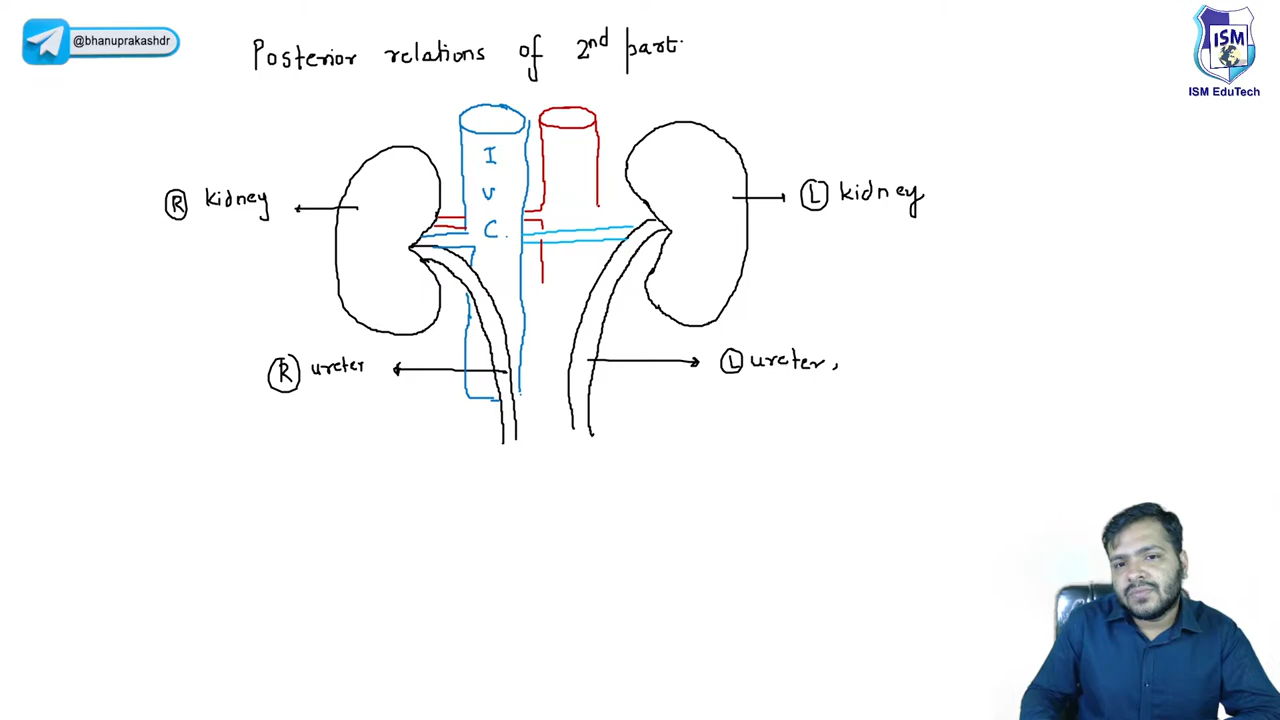 @bhanuprakashdr
Posterior relations of 2nd part.
ISM
ISM EduTech
I
V
C.
R kidney
L kidney
R ureter
L ureter,